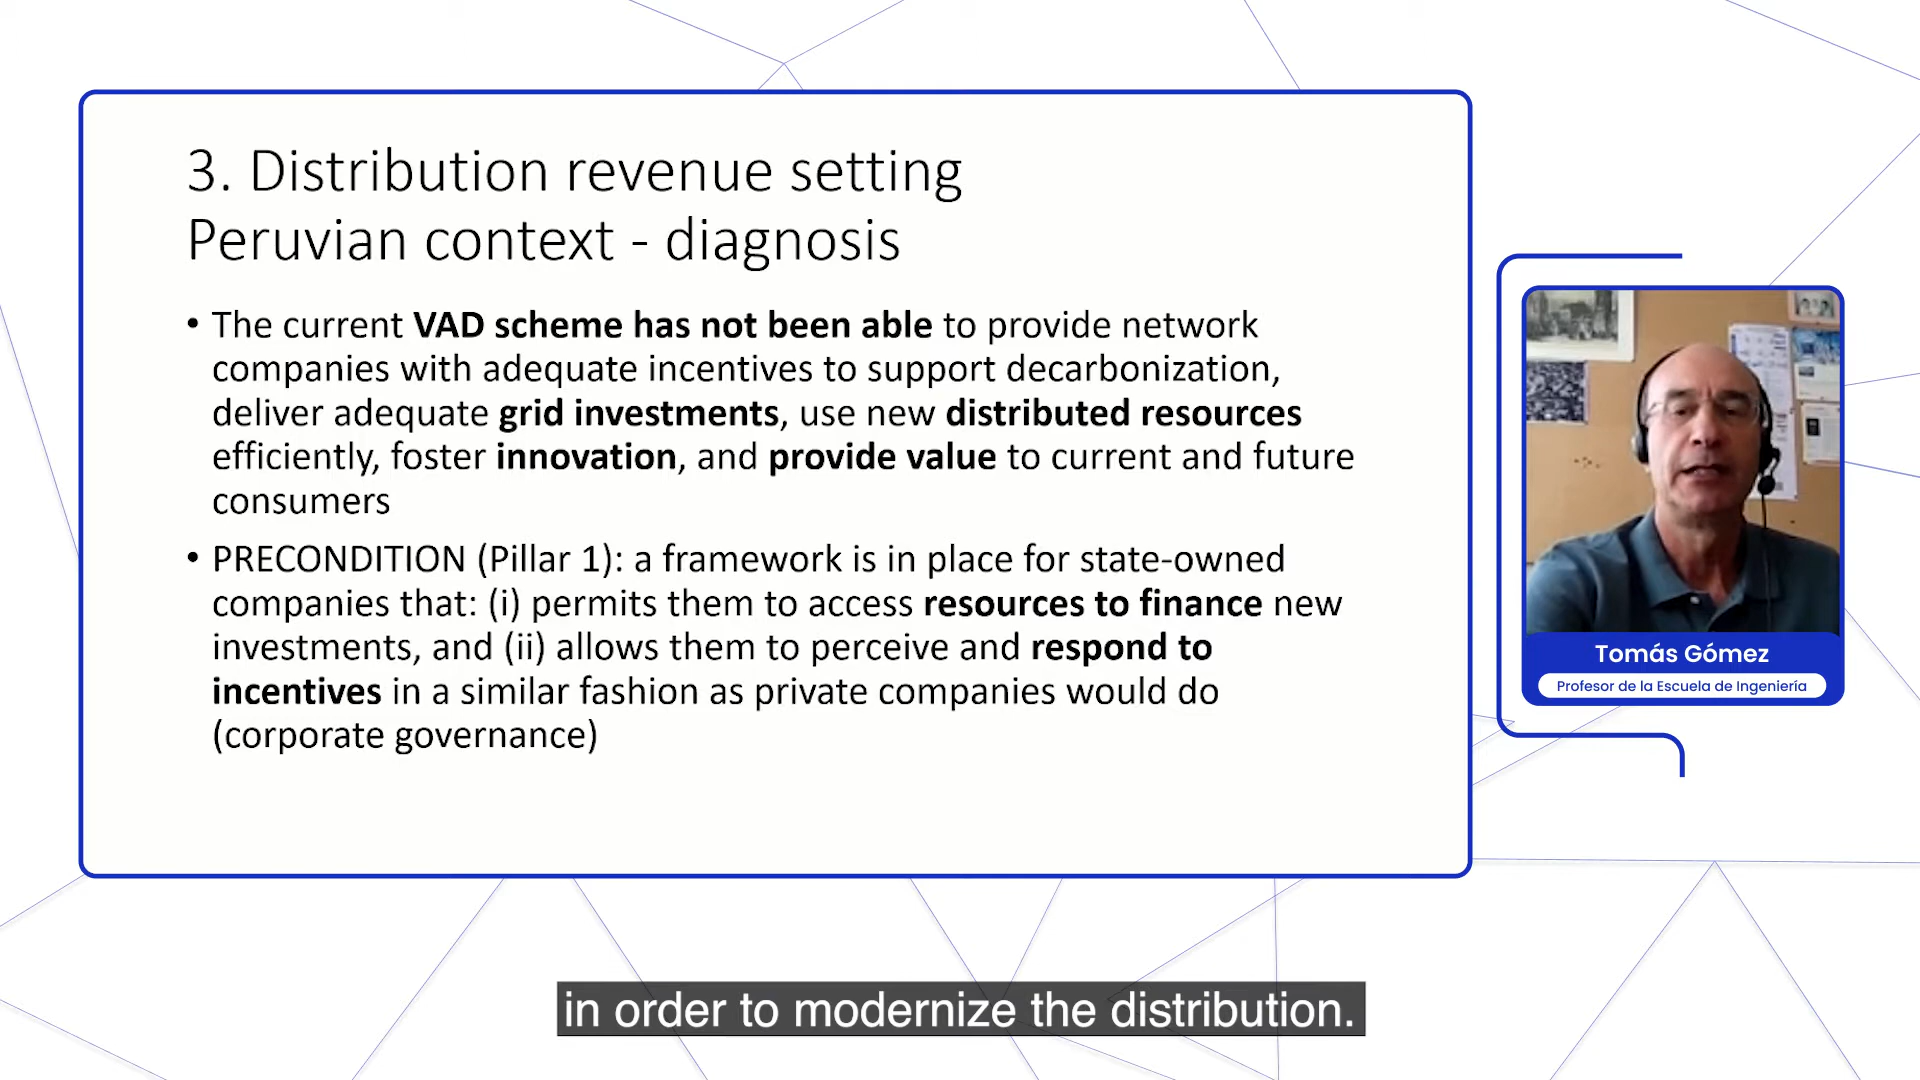 3. Distribution revenue setting
Peruvian context - diagnosis
• The current VAD scheme has not been able to provide network
companies with adequate incentives to support decarbonization,
deliver adequate grid investments, use new distributed resources
efficiently, foster innovation, and provide value to current and future
consumers
• PRECONDITION (Pillar 1): a framework is in place for state-owned
companies that: (i) permits them to access resources to finance new
investments, and (ii) allows them to perceive and respond to
incentives in a similar fashion as private companies would do
(corporate governance)
Tomás Gómez
Profesor de la Escuela de Ingeniería
in order to modernize the distribution.